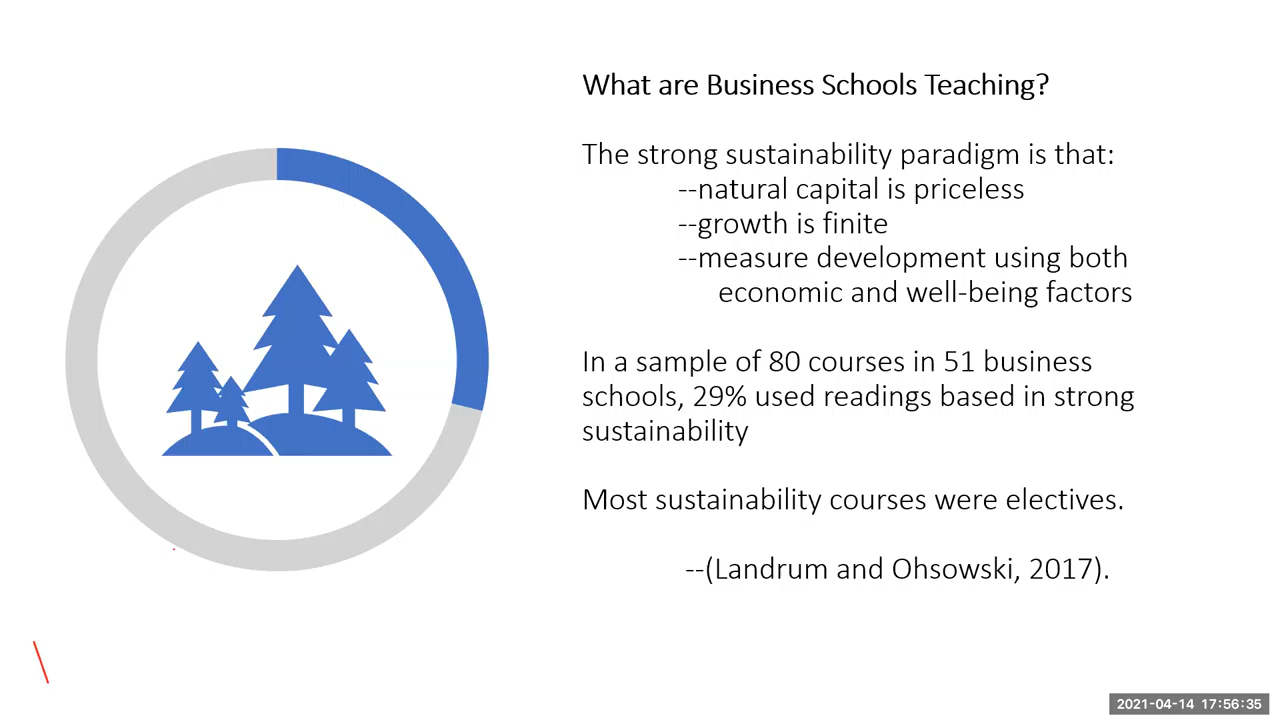 What are Business Schools Teaching?
The strong sustainability paradigm is that:
--natural capital is priceless
--growth is finite
--measure development using both
economic and well-being factors
In a sample of 80 courses in 51 business
schools, 29% used readings based in strong
sustainability
Most sustainability courses were electives.
--(Landrum and Ohsowski, 2017).
2021-04-14 17:56:35